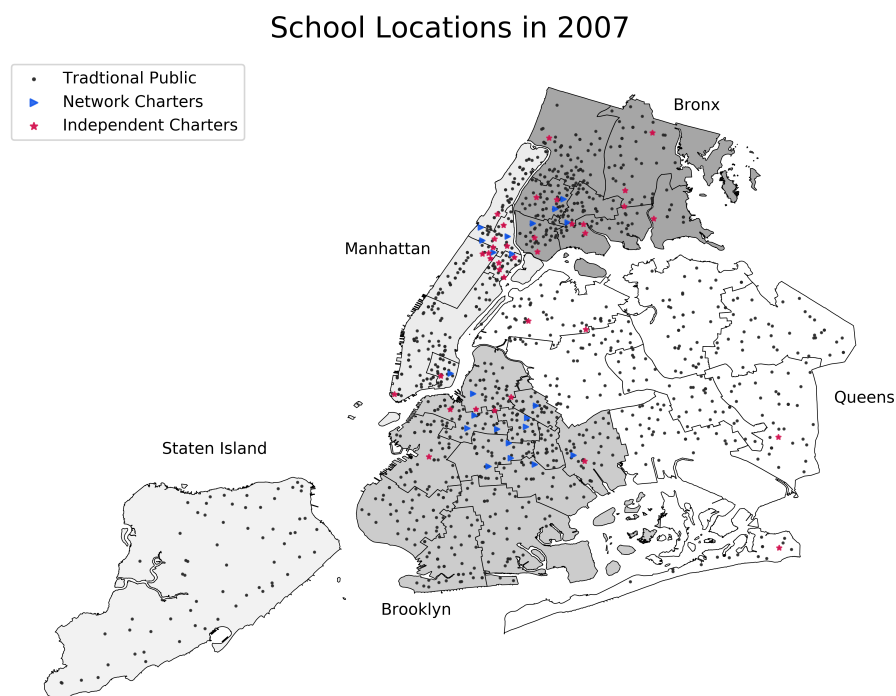 School Locations in 2007
Tradtional Public
Network Charters
Independent Charters
Bronx
Manhattan
Queens
Staten Island
Brooklyn